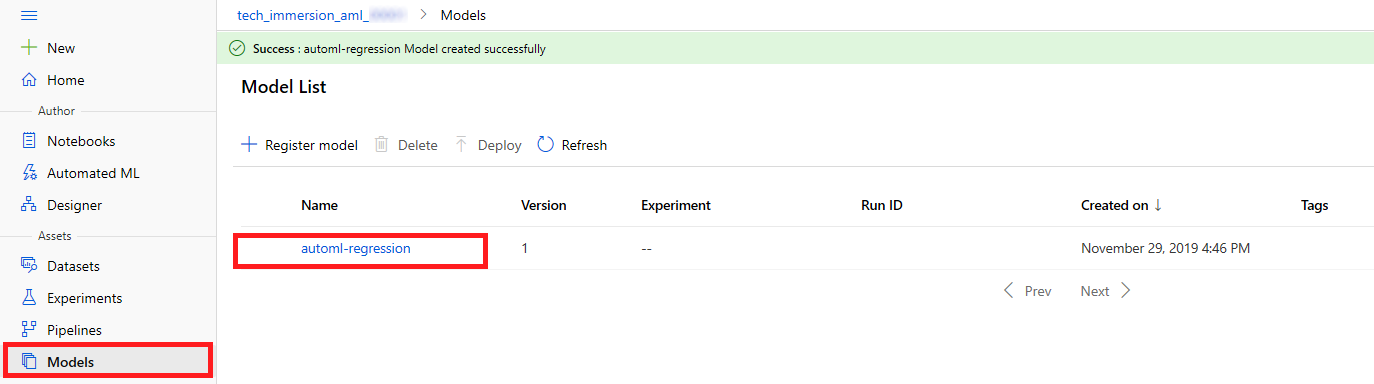 tech_immersion_aml_ > Models
New
Success : automl-regression Model created successfully
Home
Model List
Author
Notebooks
Register model Delete Deploy Refresh
Automated ML
Designer
Name Version Experiment Run ID Created on ↓ Tags
Assets
automl-regression 1 -- November 29, 2019 4:46 PM
Datasets
Prev Next
Experiments
Pipelines
Models